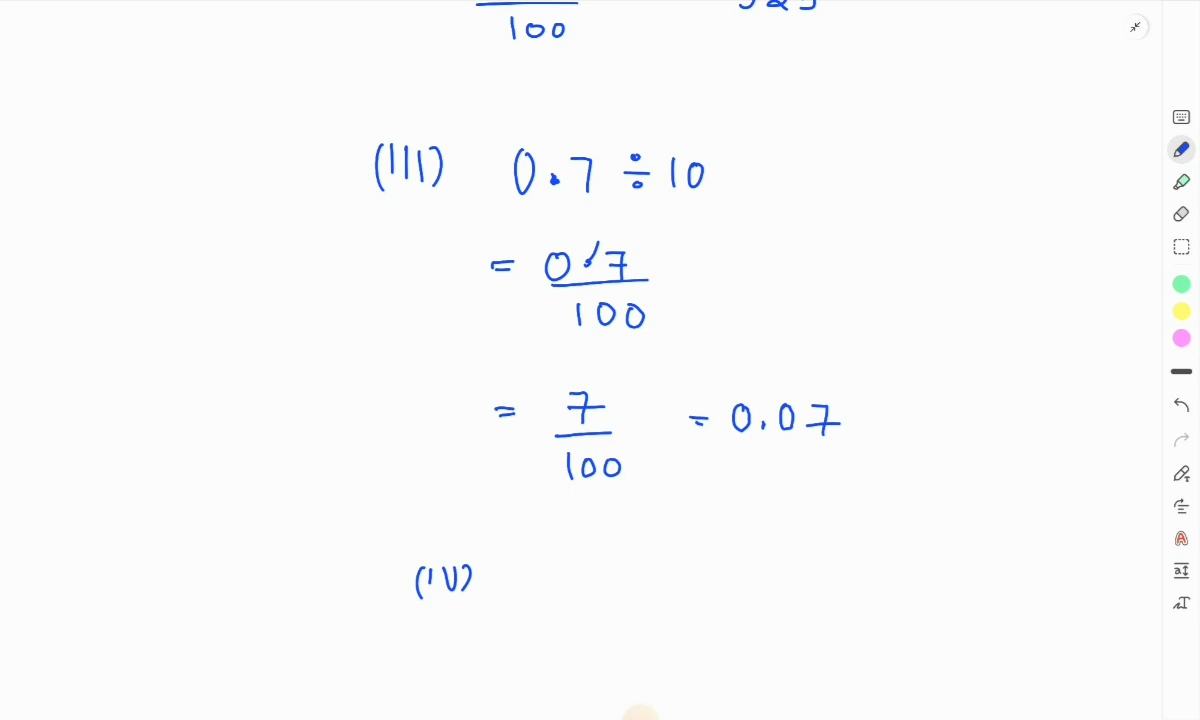 100
(III) 0.7 ÷ 10
= 0.7/100
= 7/100 = 0.07
(IV)